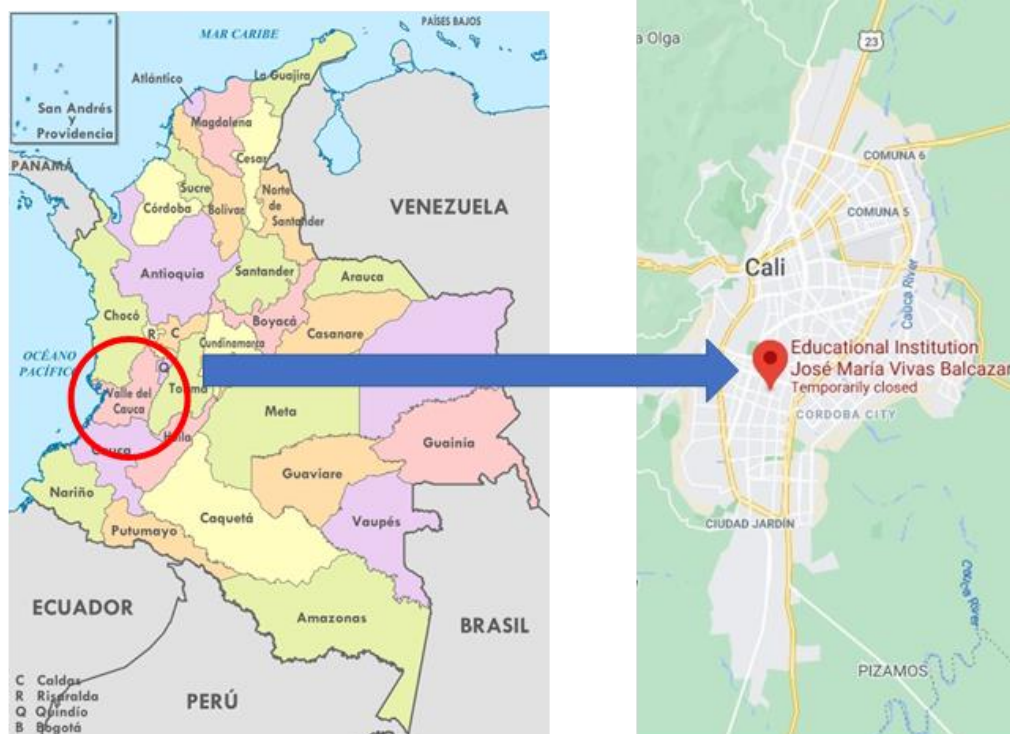 PAÍSES BAJOS
MAR CARIBE
La Guajira
Atlántico
San Andrés
y
Providencia
Magdalena
PANAMÁ
Cesar
Sucre
Norte
de
Santander
Córdoba
Bolívar
VENEZUELA
Antioquia
Santander
Arauca
Chocó
Boyacá
Casanare
R
C
Cundinamarca
OCÉANO
PACÍFICO
Q
Valle del
Cauca
Tolima
Meta
Huila
Guainía
Cauca
Guaviare
Nariño
Caquetá
Vaupés
Putumayo
ECUADOR
Amazonas
BRASIL
PERÚ
C Caldas
R Risaralda
Q Quindío
B Bogotá
a Olga
23
COMUNA 6
COMUNA 5
Cali
Cauca River
Educational Institution
José María Vivas Balcazar
Temporarily closed
CORDOBA CITY
CIUDAD JARDÍN
Cauca River
PIZAMOS